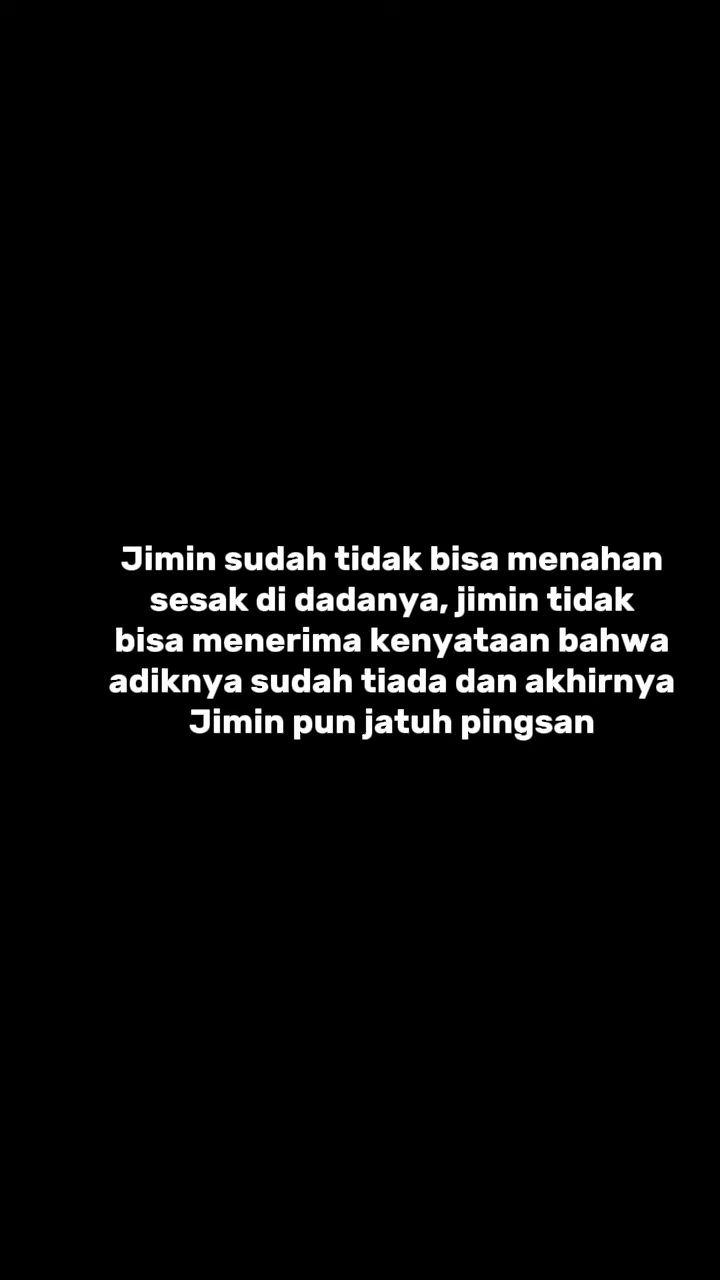 Jimin sudah tidak bisa menahan
sesak di dadanya, jimin tidak
bisa menerima kenyataan bahwa
adiknya sudah tiada dan akhirnya
Jimin pun jatuh pingsan